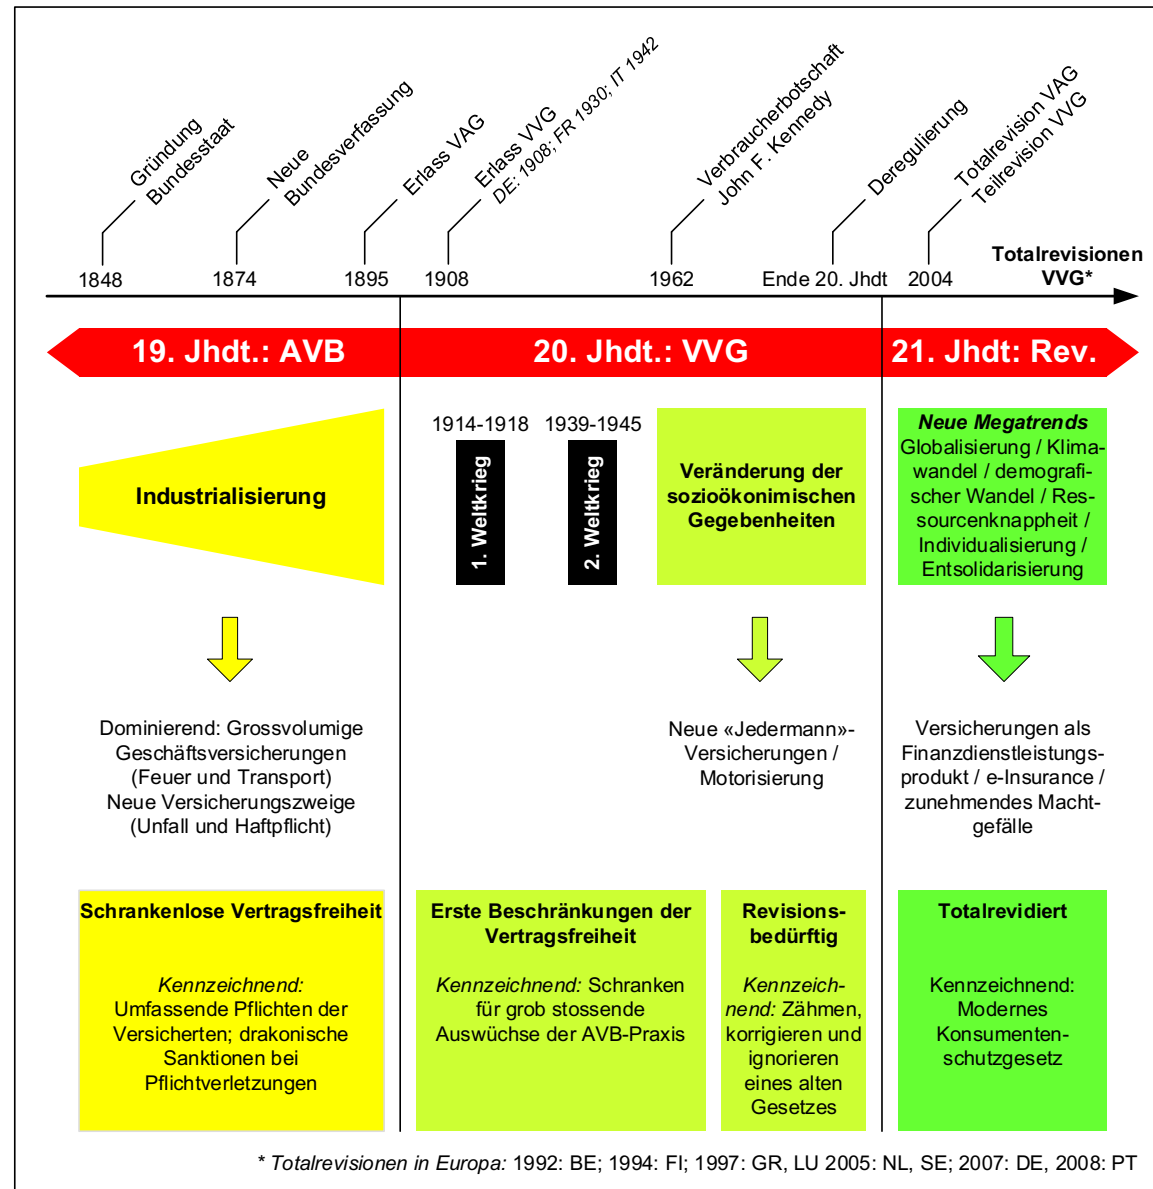 Gründung
Bundesstaat
Neue
Bundesverfassung
Erlass VAG
Erlass VVG
DE: 1908; FR 1930; IT 1942
Verbraucherbotschaft
John F. Kennedy
Deregulierung
Totalrevision VAG
Teilrevision VVG
1848
1874
1895
1908
1962
Ende 20. Jhdt
2004
Totalrevisionen
VVG*
19. Jhdt.: AVB
20. Jhdt.: VVG
21. Jhdt: Rev.
Industrialisierung
1914-1918
1. Weltkrieg
1939-1945
2. Weltkrieg
Veränderung der
sozioökonimischen
Gegebenheiten
Neue Megatrends
Globalisierung / Klima-
wandel / demografi-
scher Wandel / Res-
sourcenknappheit /
Individualisierung /
Entsolidarisierung
Dominierend: Grossvolumige
Geschäftsversicherungen
(Feuer und Transport)
Neue Versicherungszweige
(Unfall und Haftpflicht)
Neue «Jedermann»-
Versicherungen /
Motorisierung
Versicherungen als
Finanzdienstleistungs-
produkt / e-Insurance /
zunehmendes Macht-
gefälle
Schrankenlose Vertragsfreiheit
Kennzeichnend:
Umfassende Pflichten der
Versicherten; drakonische
Sanktionen bei
Pflichtverletzungen
Erste Beschränkungen der
Vertragsfreiheit
Kennzeichnend: Schranken
für grob stossende
Auswüchse der AVB-Praxis
Revisions-
bedürftig
Kennzeich-
nend: Zähmen,
korrigieren und
ignorieren
eines alten
Gesetzes
Totalrevidiert
Kennzeichnend:
Modernes
Konsumenten-
schutzgesetz
* Totalrevisionen in Europa: 1992: BE; 1994: FI; 1997: GR, LU 2005: NL, SE; 2007: DE, 2008: PT